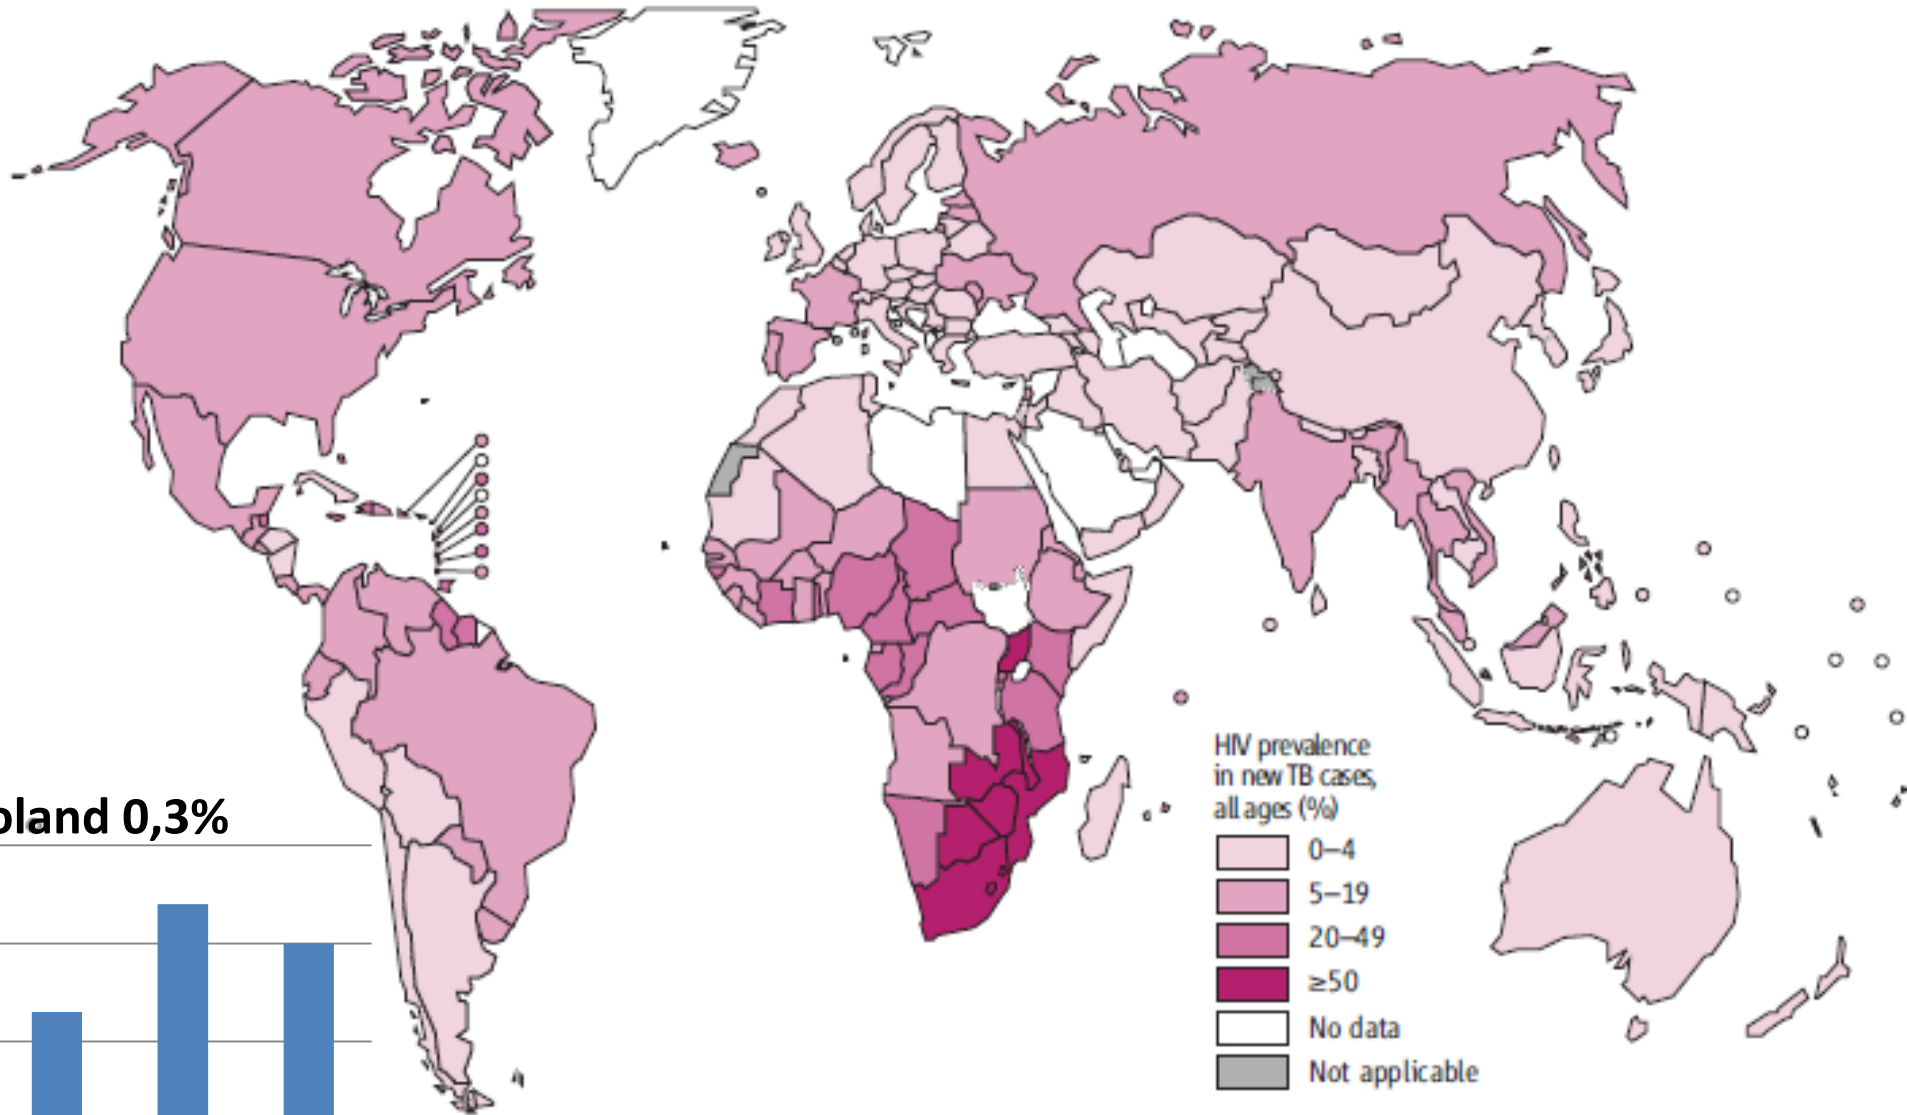 HIV prevalence
in new TB cases,
all ages (%)
0–4
5–19
20–49
≥50
No data
Not applicable
0,3%